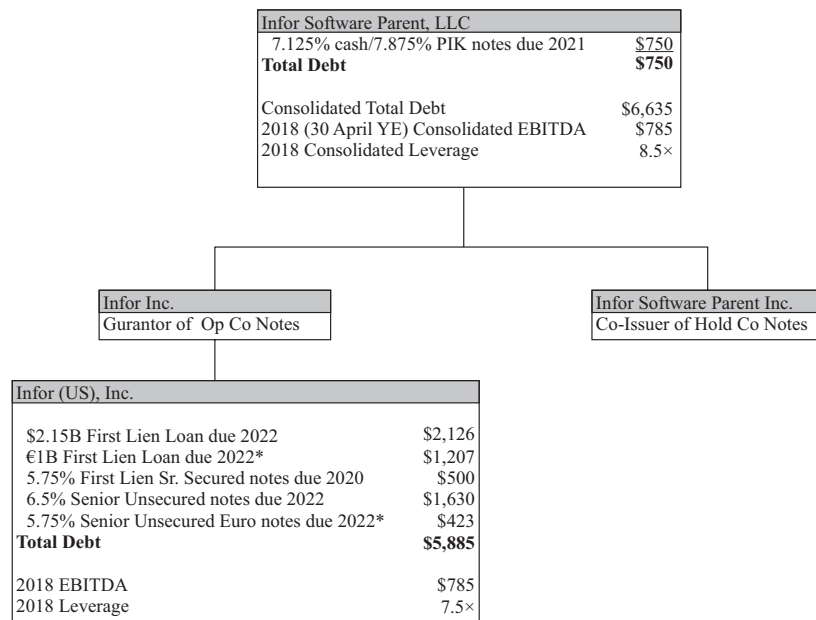 Infor Software Parent, LLC
7.125% cash/7.875% PIK notes due 2021 $750
Total Debt $750
Consolidated Total Debt $6,635
2018 (30 April YE) Consolidated EBITDA $785
2018 Consolidated Leverage 8.5×
Infor Inc.
Gurantor of Op Co Notes
Infor Software Parent Inc.
Co-Issuer of Hold Co Notes
Infor (US), Inc.
$2.15B First Lien Loan due 2022 $2,126
€1B First Lien Loan due 2022* $1,207
5.75% First Lien Sr. Secured notes due 2020 $500
6.5% Senior Unsecured notes due 2022 $1,630
5.75% Senior Unsecured Euro notes due 2022* $423
Total Debt $5,885
2018 EBITDA $785
2018 Leverage 7.5×